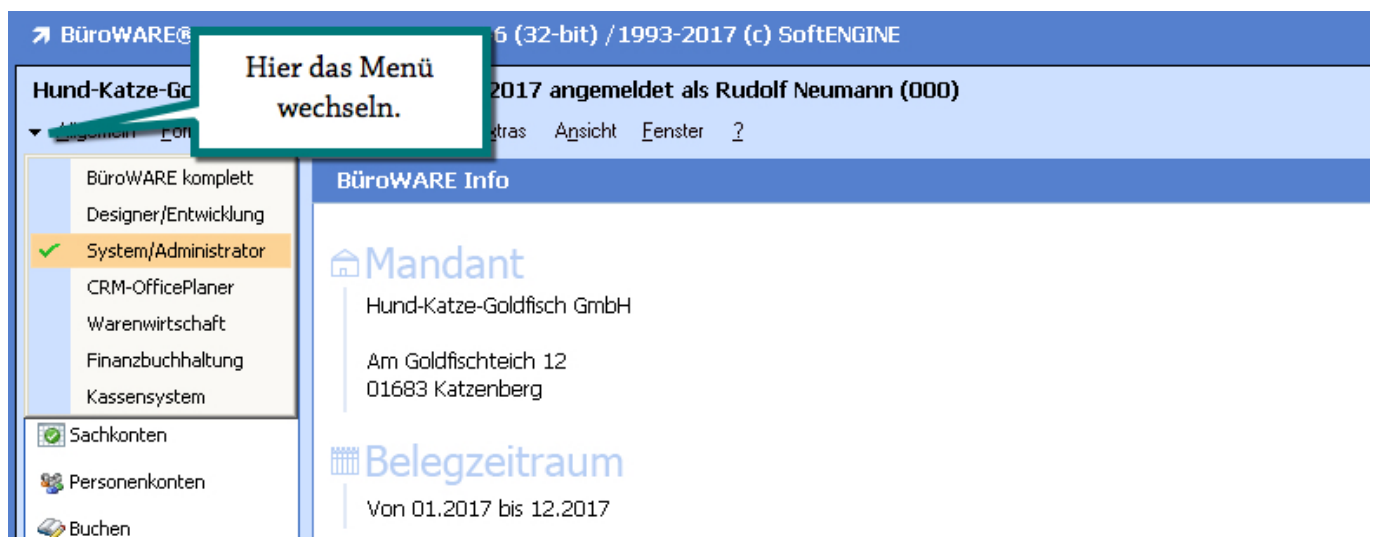 BüroWARE® 6 (32-bit) / 1993-2017 (c) SoftENGINE
Hier das Menü
wechseln.
Hund-Katze-Go 2017 angemeldet als Rudolf Neumann (000)
Allgemein Ansicht Fenster ?
BüroWARE komplett
Designer/Entwicklung
System/Administrator
CRM-OfficePlaner
Warenwirtschaft
Finanzbuchhaltung
Kassensystem
Sachkonten
Personenkonten
Buchen
BüroWARE Info
Mandant
Hund-Katze-Goldfisch GmbH
Am Goldfischteich 12
01683 Katzenberg
Belegzeitraum
Von 01.2017 bis 12.2017